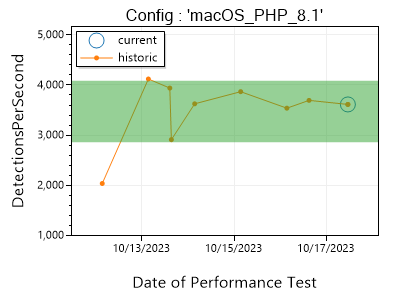 Config : 'macOS_PHP_8.1'
5,000
current
historic
4,000
3,000
2,000
1,000
DetectionsPerSecond
10/13/2023
10/15/2023
10/17/2023
Date of Performance Test